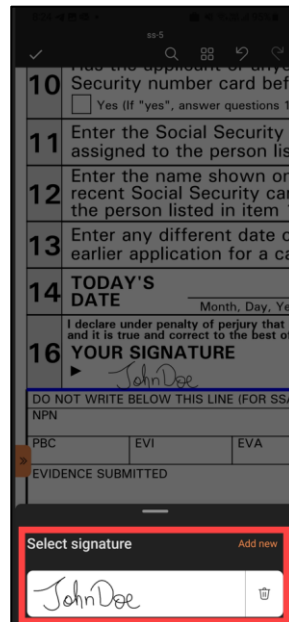 ss-5
10
Security number card bef
Yes (If "yes", answer questions 1
11 Enter the Social Security
assigned to the person lis
12 Enter the name shown or
recent Social Security car
the person listed in item
13 Enter any different date o
earlier application for a ca
14 TODAY'S
DATE
Month, Day, Ye
I declare under penalty of perjury that
and it is true and correct to the best of
16 YOUR SIGNATURE
JohnDoe
DO NOT WRITE BELOW THIS LINE (FOR SSA
NPN
PBC EVI EVA
EVIDENCE SUBMITTED
Select signature Add new
JohnDoe